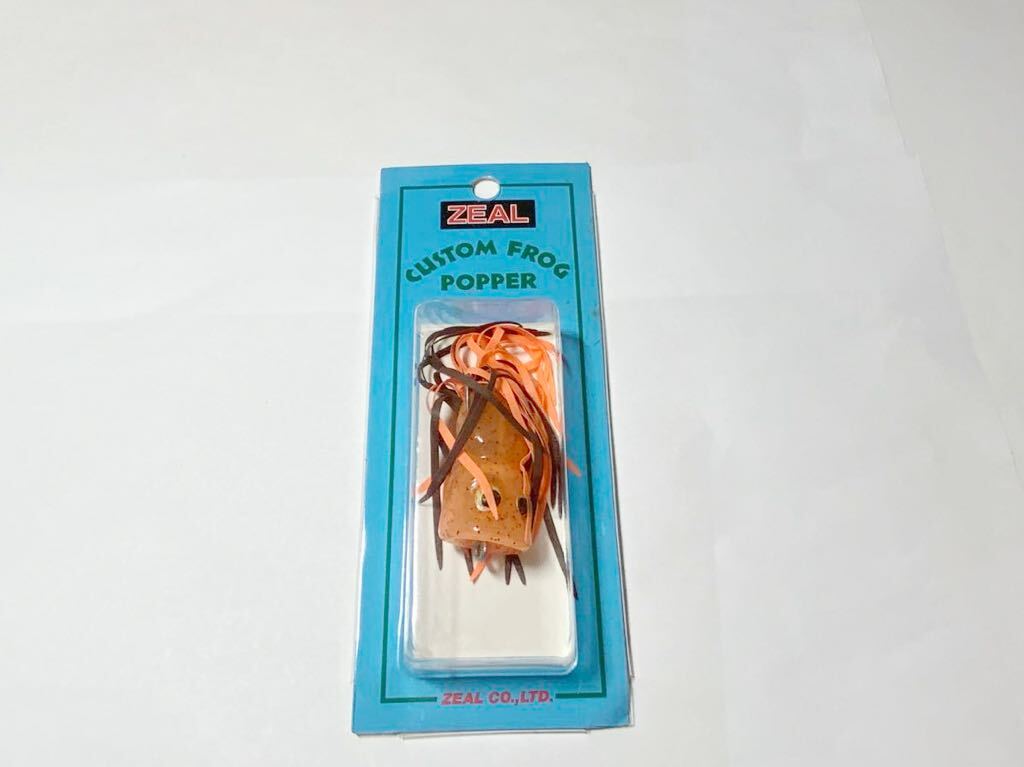 ZEAL
CUSTOM FROG
POPPER
ZEAL CO.,LTD.